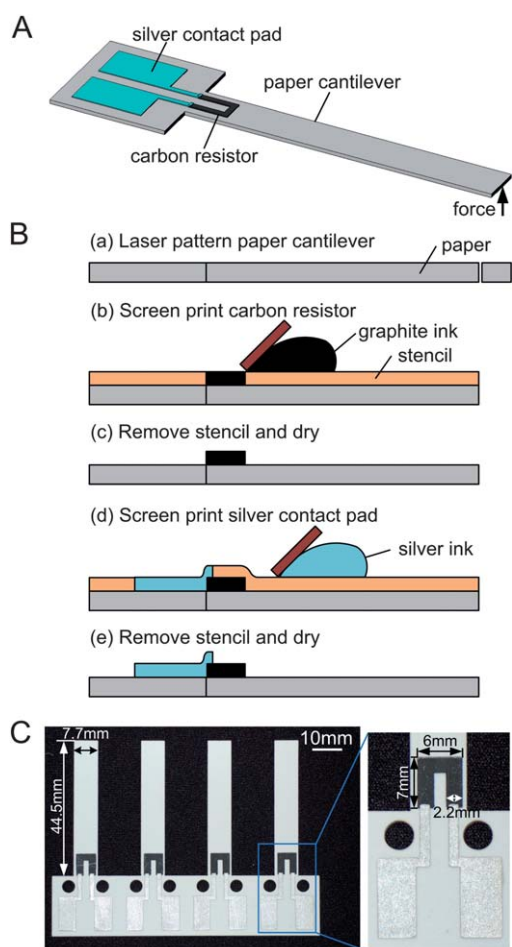 A
silver contact pad
paper cantilever
carbon resistor
force
B
(a) Laser pattern paper cantilever
paper
(b) Screen print carbon resistor
graphite ink
stencil
(c) Remove stencil and dry
(d) Screen print silver contact pad
silver ink
(e) Remove stencil and dry
C
7.7mm
10mm
44.5mm
6mm
7mm
2.2mm